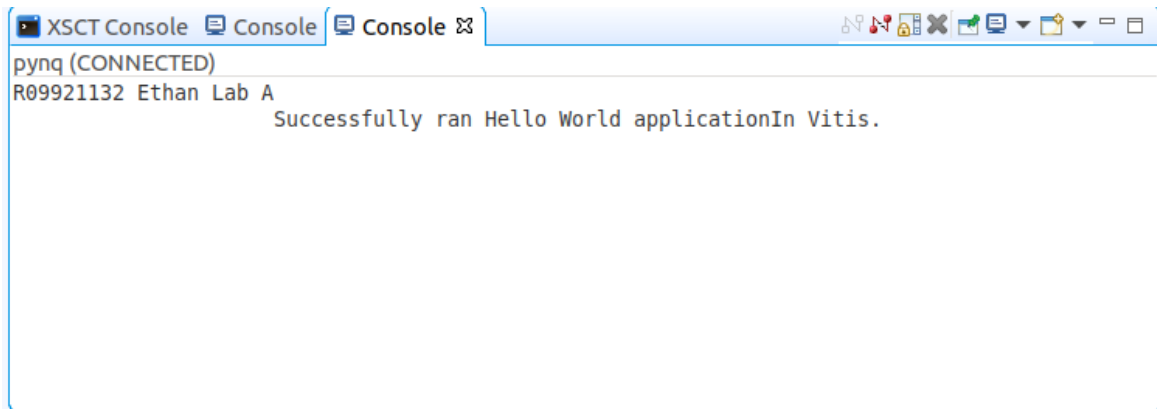 XSCT Console Console Console
pynq (CONNECTED)
R09921132 Ethan Lab A
Successfully ran Hello World applicationIn Vitis.